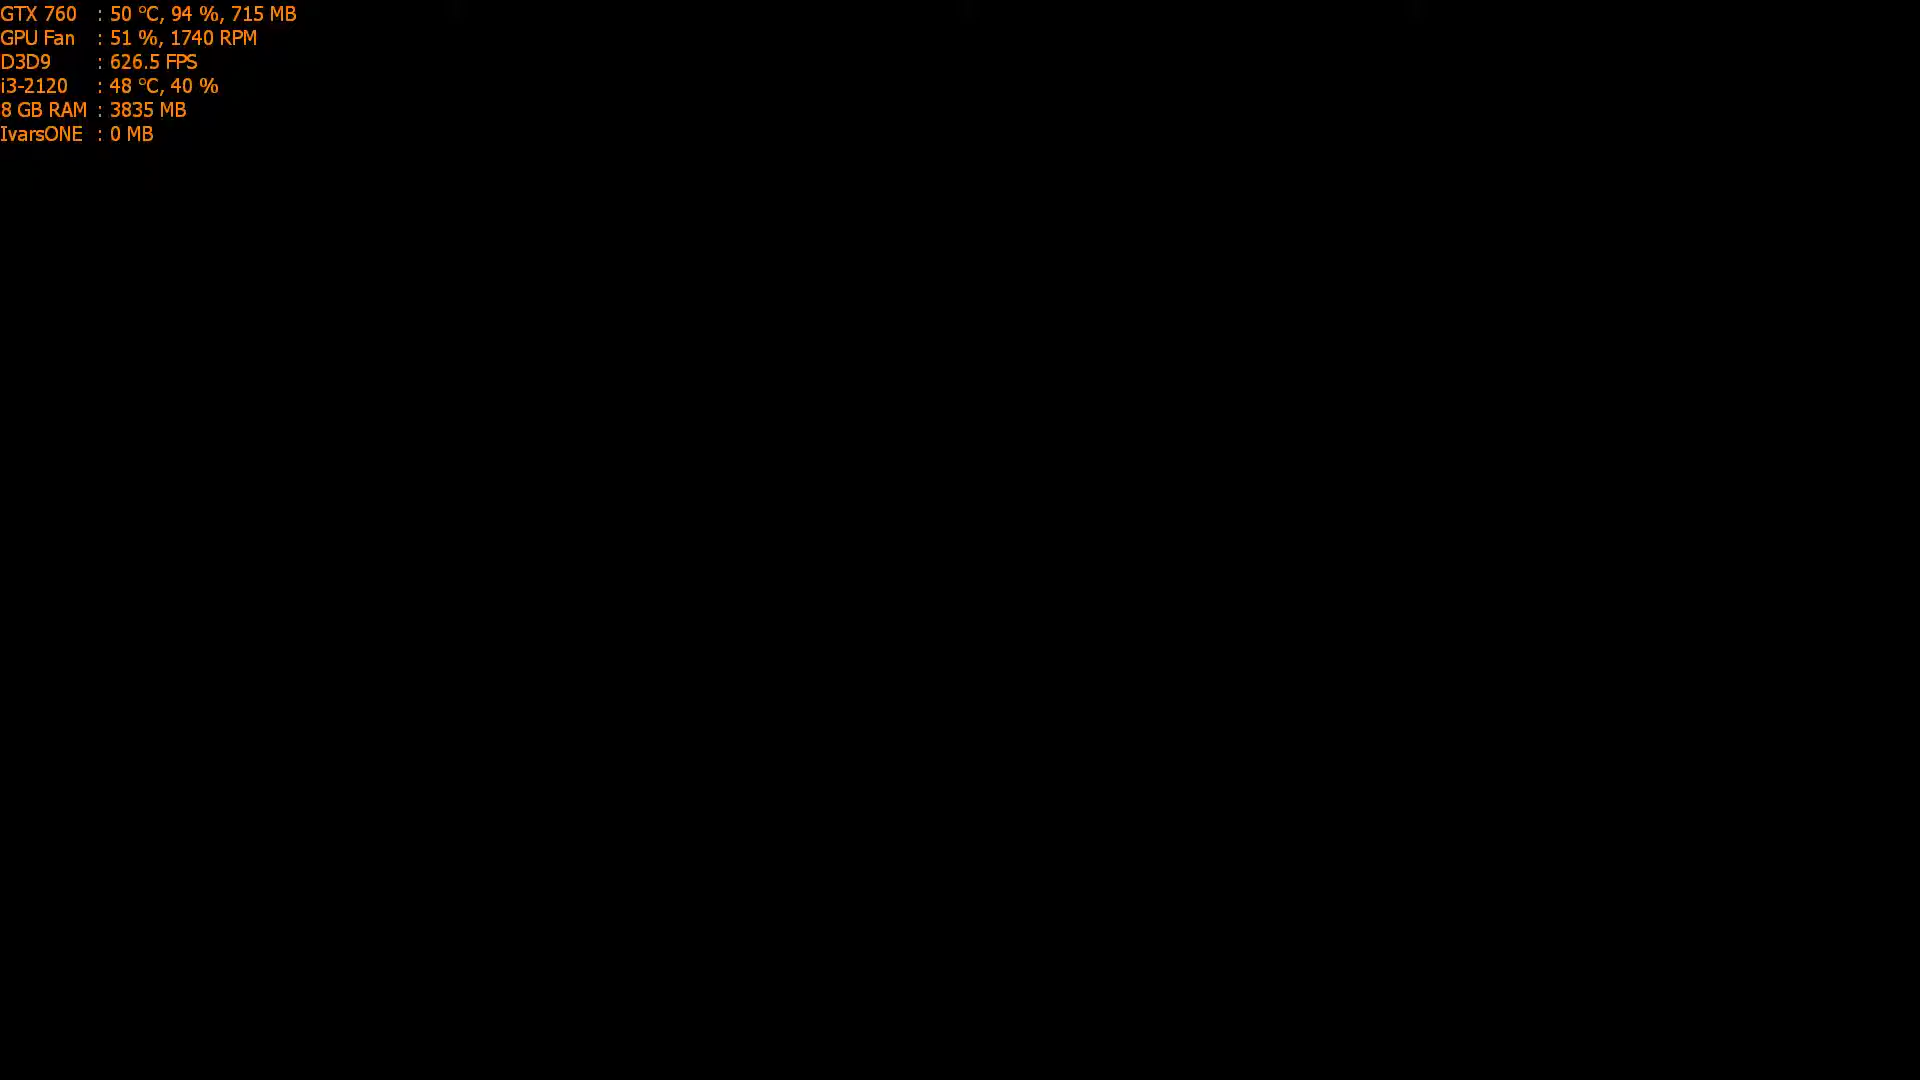 GTX 760 : 50 °C, 94 %, 715 MB
GPU Fan : 51 %, 1740 RPM
D3D9 : 626.5 FPS
i3-2120 : 48 °C, 40 %
8 GB RAM : 3835 MB
IvarsONE : 0 MB